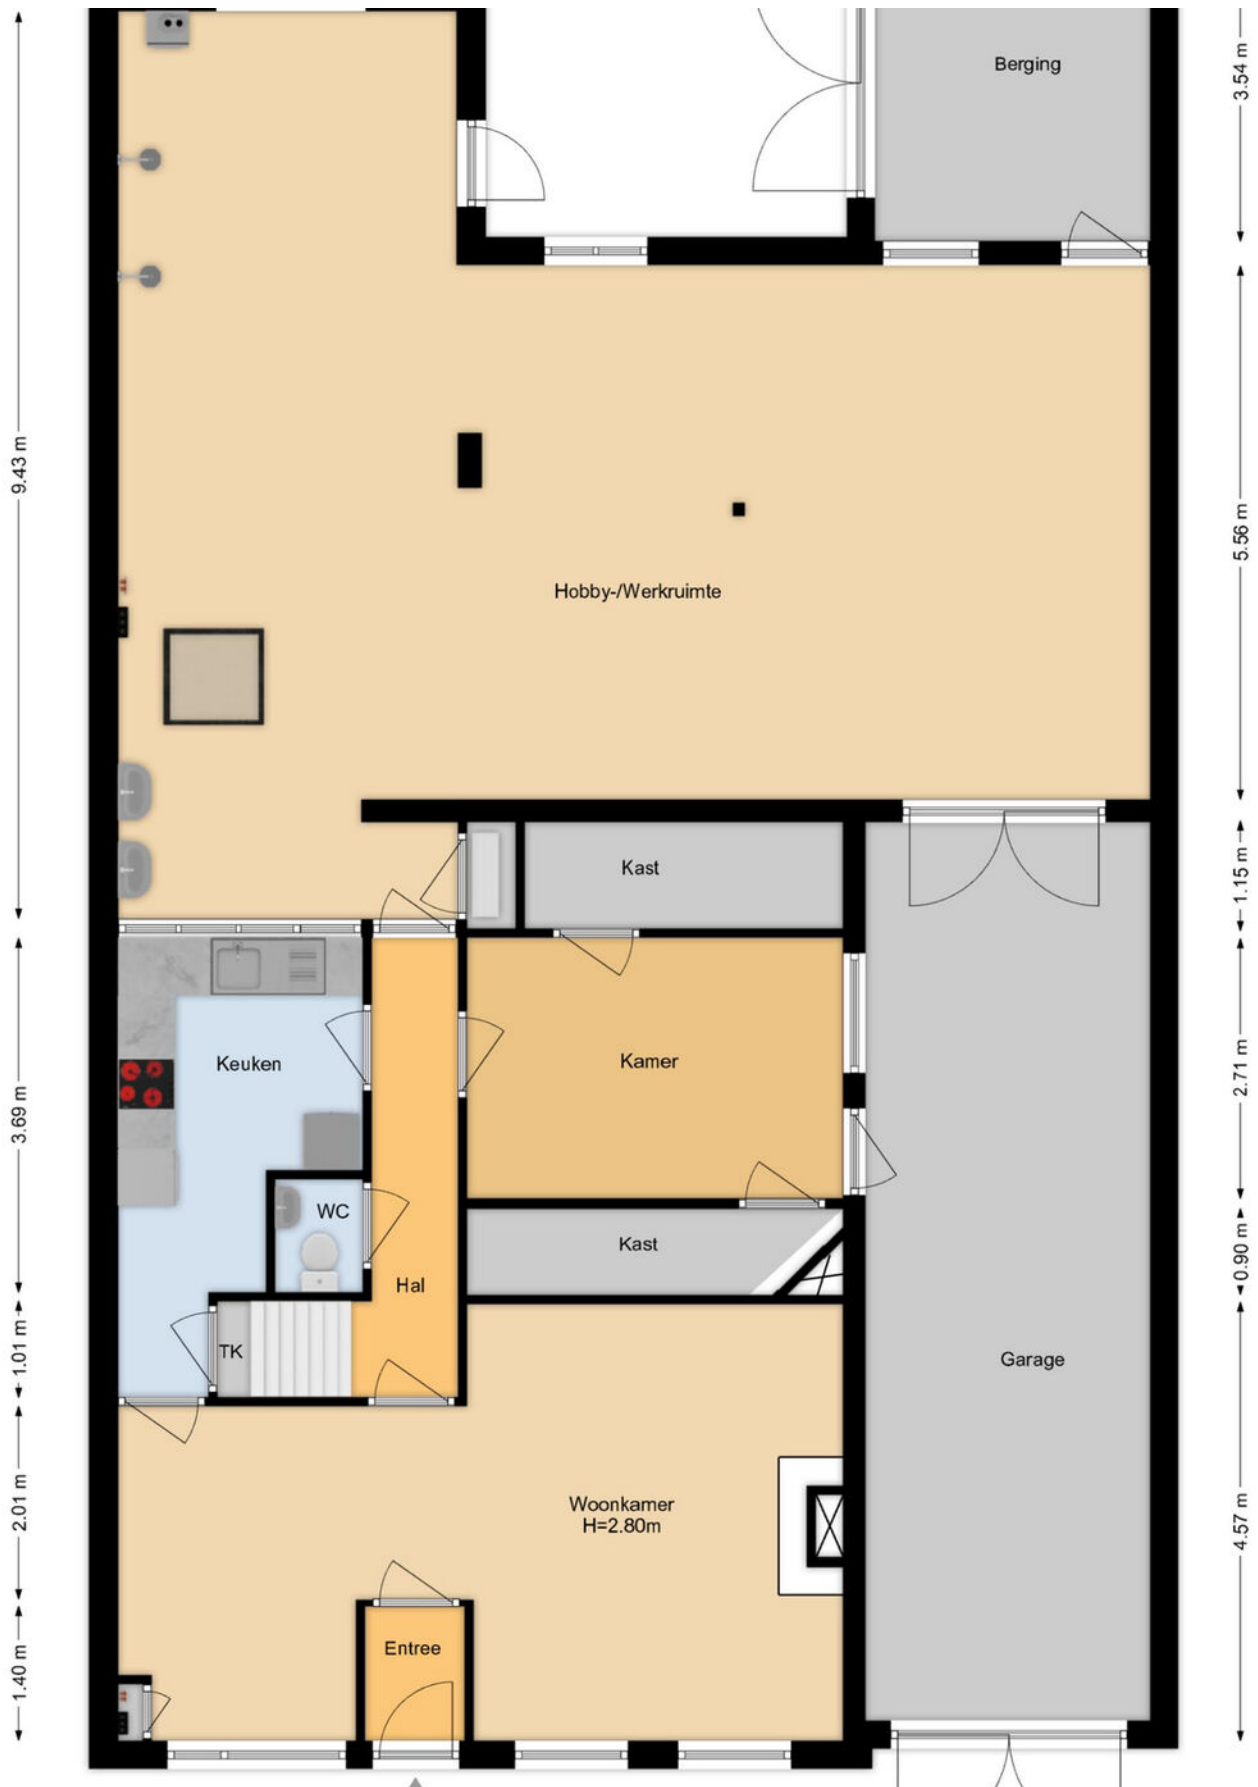 Berging
3.54 m
9.43 m
5.56 m
Hobby-/Werkruimte
Kast
1.15 m
Keuken
Kamer
2.71 m
3.69 m
WC
Kast
0.90 m
Hal
TK
1.01 m
Garage
Woonkamer
H=2.80m
2.01 m
4.57 m
Entree
1.40 m